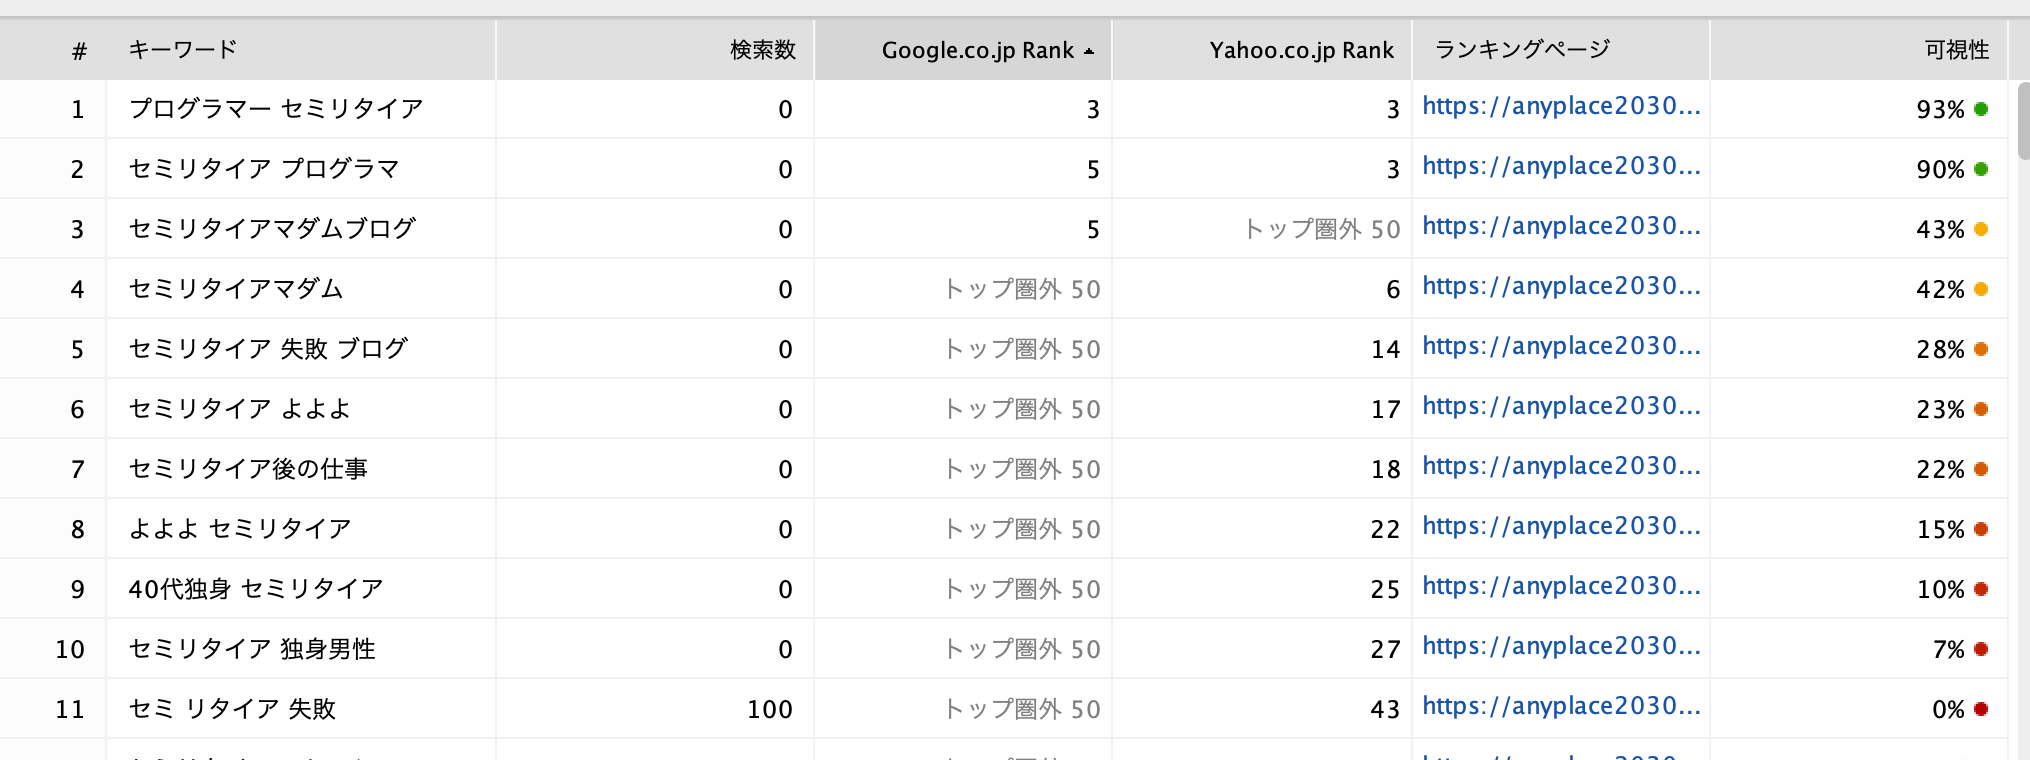 # キーワード 検索数 Google.co.jp Rank Yahoo.co.jp Rank ランキングページ 可視性
1 プログラマー セミリタイア 0 3 3 https://anyplace2030... 93%
2 セミリタイア プログラマ 0 5 3 https://anyplace2030... 90%
3 セミリタイアマダムブログ 0 5 トップ圏外 50 https://anyplace2030... 43%
4 セミリタイアマダム 0 トップ圏外 50 6 https://anyplace2030... 42%
5 セミリタイア 失敗 ブログ 0 トップ圏外 50 14 https://anyplace2030... 28%
6 セミリタイア よよよ 0 トップ圏外 50 17 https://anyplace2030... 23%
7 セミリタイア後の仕事 0 トップ圏外 50 18 https://anyplace2030... 22%
8 よよよ セミリタイア 0 トップ圏外 50 22 https://anyplace2030... 15%
9 40代独身 セミリタイア 0 トップ圏外 50 25 https://anyplace2030... 10%
10 セミリタイア 独身男性 0 トップ圏外 50 27 https://anyplace2030... 7%
11 セミ リタイア 失敗 100 トップ圏外 50 43 https://anyplace2030... 0%